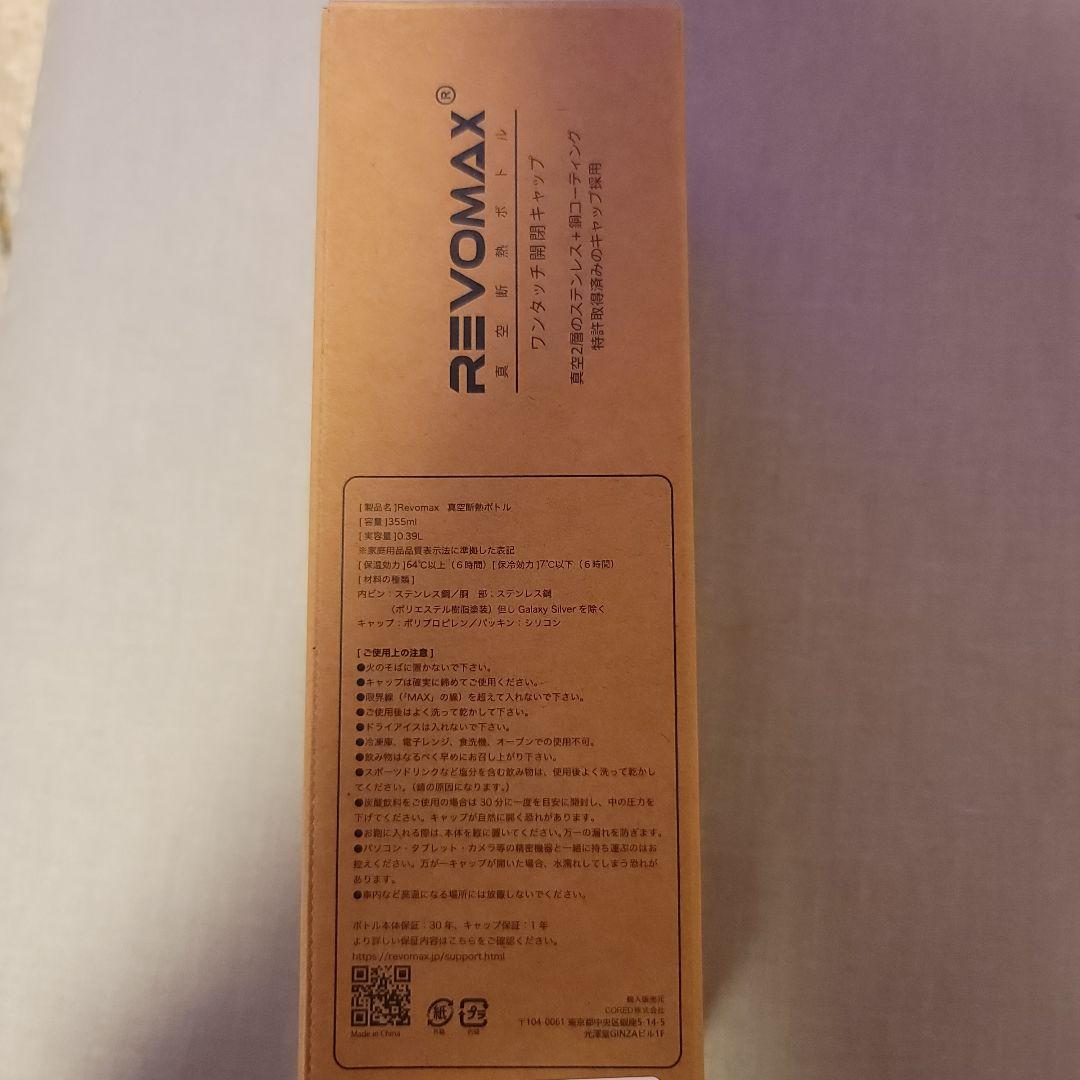 REVOMAX®
真空断熱ボトル
ワンタッチ開閉キャップ
真空2層のステンレス+銅コーティング
特許取得済みのキャップ採用
[製品名]Revomax 真空断熱ボトル
[容量]355ml
[実容量]0.39L
※家庭用品品質表示法に準拠した表記
[保温効力]64℃以上(6時間)[保冷効力]7℃以下(6時間)
[材料の種類]
内ビン:ステンレス鋼/胴 部:ステンレス鋼
(ポリエステル樹脂塗装)但し Galaxy Silver を除く
キャップ:ポリプロピレン/パッキン:シリコン
[ご使用上の注意]
●火のそばに置かないで下さい。
●キャップは確実に締めてご使用ください。
●限界線(「MAX」の線)を超えて入れないで下さい。
●ご使用後はよく洗って乾かして下さい。
●ドライアイスは入れないで下さい。
●冷凍庫、電子レンジ、食洗機、オーブンでの使用不可。
●飲み物はなるべく早めにお召し上がり下さい。
●スポーツドリンクなど塩分を含む飲み物は、使用後よく洗って乾かし
てください。(錆の原因になります。)
●炭酸飲料をご使用の場合は30分に一度を目安に開封し、中の圧力を
下げてください。キャップが自然に開く恐れがあります。
●お鞄に入れる際は、本体を縦に置いてください。万一の漏れを防ぎます。
●パソコン・タブレット・カメラ等の精密機器と一緒に持ち運ぶのはお
控えください。万が一キャップが開いた場合、水濡れしてしまう恐れが
あります。
●車内など高温になる場所には放置しないでください。
ボトル本体保証:30年、キャップ保証:1年
より詳しい保証内容はこちらをご確認ください。
https://revomax.jp/support.html
Made in China
紙
外箱
プラ
内袋
輸入販売元
CORED株式会社
〒104-0061 東京都中央区銀座5-14-5
光澤堂GINZAビル1F